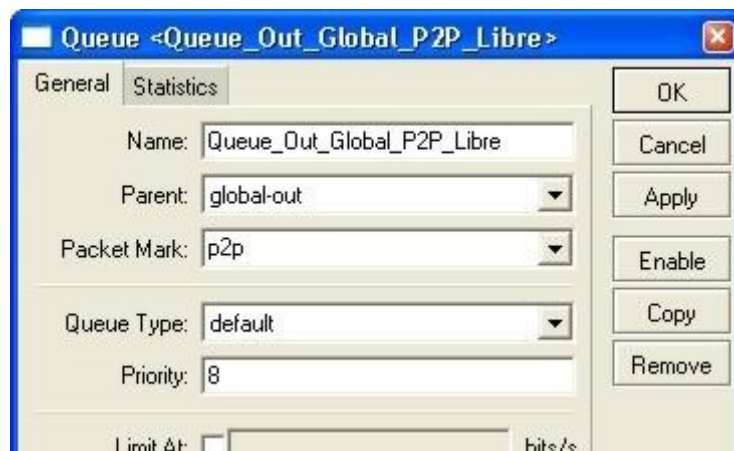 Queue <Queue_Out_Global_P2P_Libre>
General Statistics
OK
Name: Queue_Out_Global_P2P_Libre
Cancel
Parent: global-out
Apply
Packet Mark: p2p
Enable
Queue Type: default
Copy
Priority: 8
Remove
Limit At: bits/s